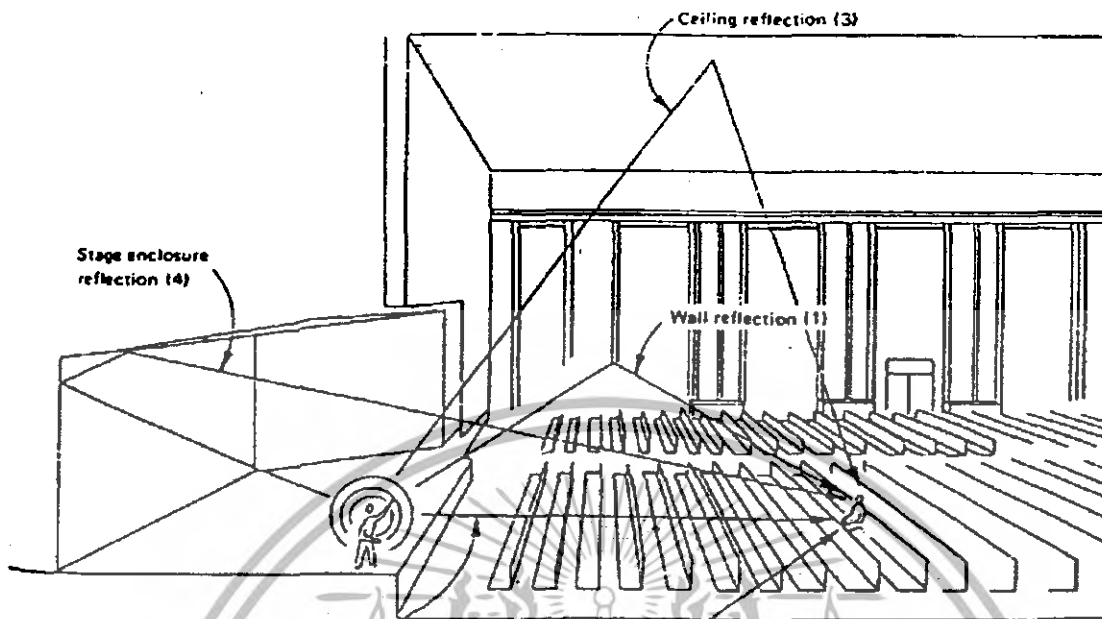 Ceiling reflection (3)
Stage enclosure
reflection (4)
Wall reflection (1)